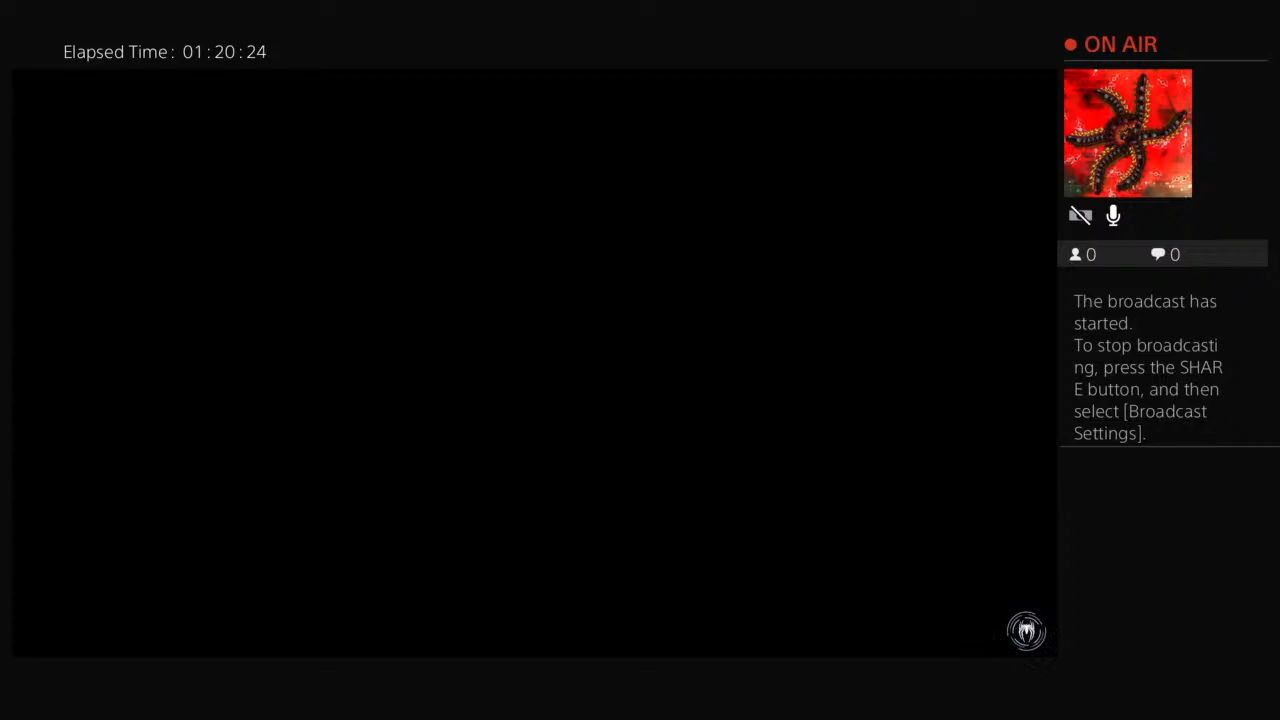 Elapsed Time: 01:20:24
ON AIR
0 0
The broadcast has
started.
To stop broadcasti
ng, press the SHAR
E button, and then
select [Broadcast
Settings].